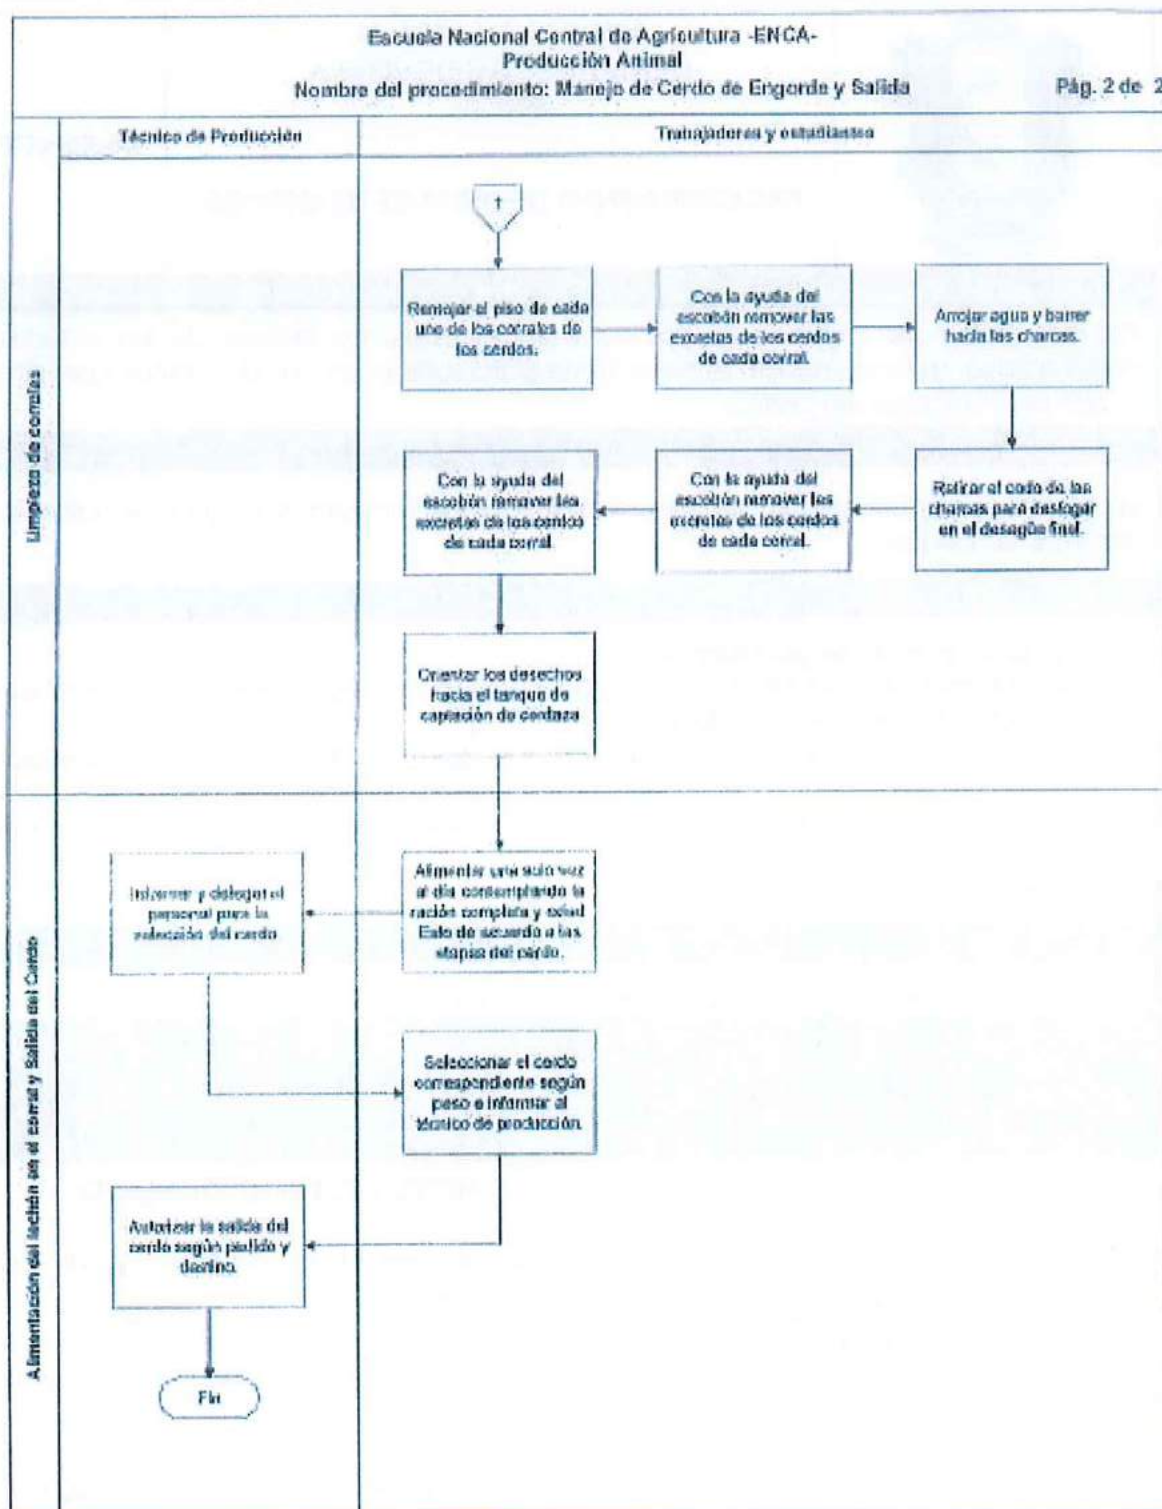 Escuela Nacional Central de Agricultura -ENCA-
Producción Animal
Nombre del procedimiento: Manejo de Cerdo de Engorde y Salida
Pág. 2 de 2
Técnico de Producción
Trabajadores y estudiantes
Limpieza de corrales
1
Remojar el piso de cada
uno de los corrales de
los cerdos.
Con la ayuda del
escobón remover las
excretas de los cerdos
de cada corral.
Arrojar agua y barrer
hacia las charcas.
Retirar el codo de las
charcas para desfogar
en el desagüe final.
Con la ayuda del
escobón remover las
excretas de los cerdos
de cada corral.
Con la ayuda del
escobón remover las
excretas de los cerdos
de cada corral.
Orientar los desechos
hacia el tanque de
captación de cerdaza
Alimentación del lechón en el corral y Salida del Cerdo
Alimentar una sola vez
al día contemplando la
ración completa y edad
Esto de acuerdo a las
etapas del cerdo.
Informar y delegar el
personal para la
selección del cerdo
Seleccionar el cerdo
correspondiente según
peso e informar al
técnico de producción.
Autorizar la salida del
cerdo según pedido y
destino.
Fin